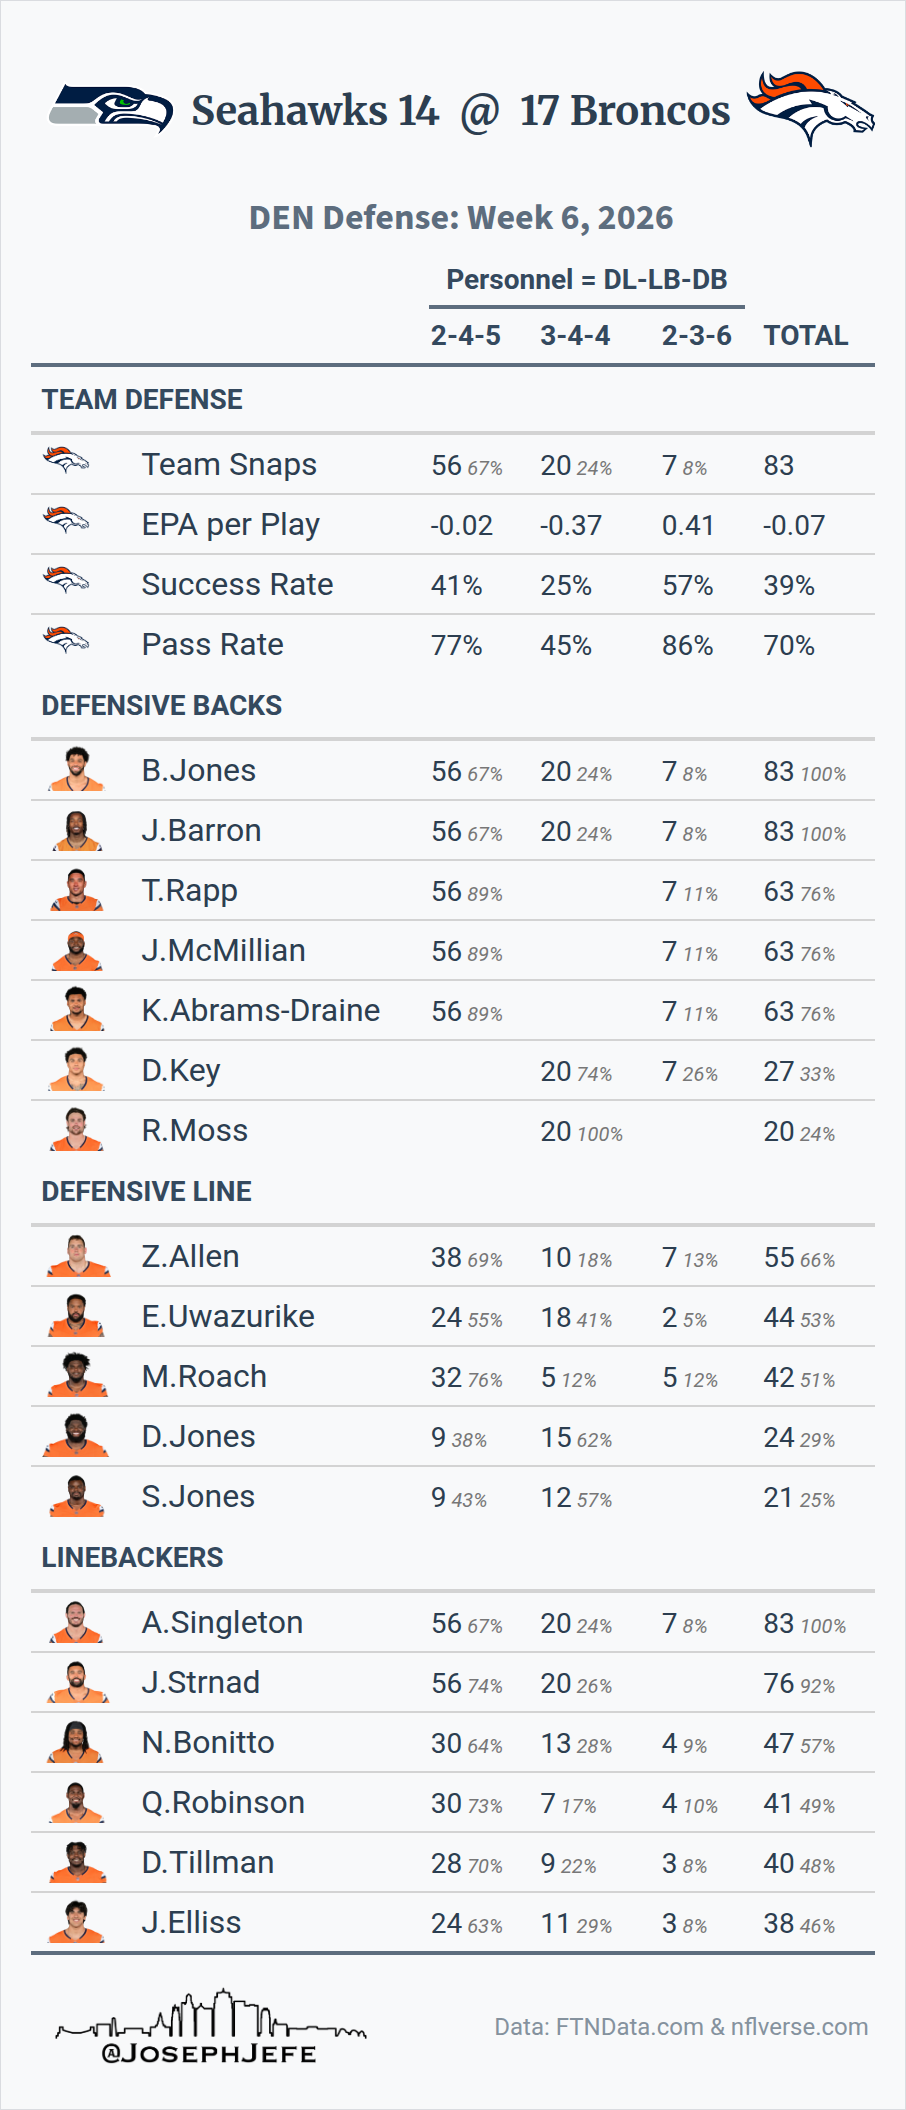 Seahawks 14 @ 17 Broncos
DEN Defense: Week 6, 2026
Personnel = DL-LB-DB
2-4-5 3-4-4 2-3-6 TOTAL
TEAM DEFENSE
Team Snaps 56 67% 20 24% 7 8% 83
EPA per Play -0.02 -0.37 0.41 -0.07
Success Rate 41% 25% 57% 39%
Pass Rate 77% 45% 86% 70%
DEFENSIVE BACKS
B.Jones 56 67% 20 24% 7 8% 83 100%
J.Barron 56 67% 20 24% 7 8% 83 100%
T.Rapp 56 89% 7 11% 63 76%
J.McMillian 56 89% 7 11% 63 76%
K.Abrams-Draine 56 89% 7 11% 63 76%
D.Key 20 74% 7 26% 27 33%
R.Moss 20 100% 20 24%
DEFENSIVE LINE
Z.Allen 38 69% 10 18% 7 13% 55 66%
E.Uwazurike 24 55% 18 41% 2 5% 44 53%
M.Roach 32 76% 5 12% 5 12% 42 51%
D.Jones 9 38% 15 62% 24 29%
S.Jones 9 43% 12 57% 21 25%
LINEBACKERS
A.Singleton 56 67% 20 24% 7 8% 83 100%
J.Strnad 56 74% 20 26% 76 92%
N.Bonitto 30 64% 13 28% 4 9% 47 57%
Q.Robinson 30 73% 7 17% 4 10% 41 49%
D.Tillman 28 70% 9 22% 3 8% 40 48%
J.Elliss 24 63% 11 29% 3 8% 38 46%
@JosephJefe
Data: FTNData.com & nflverse.com